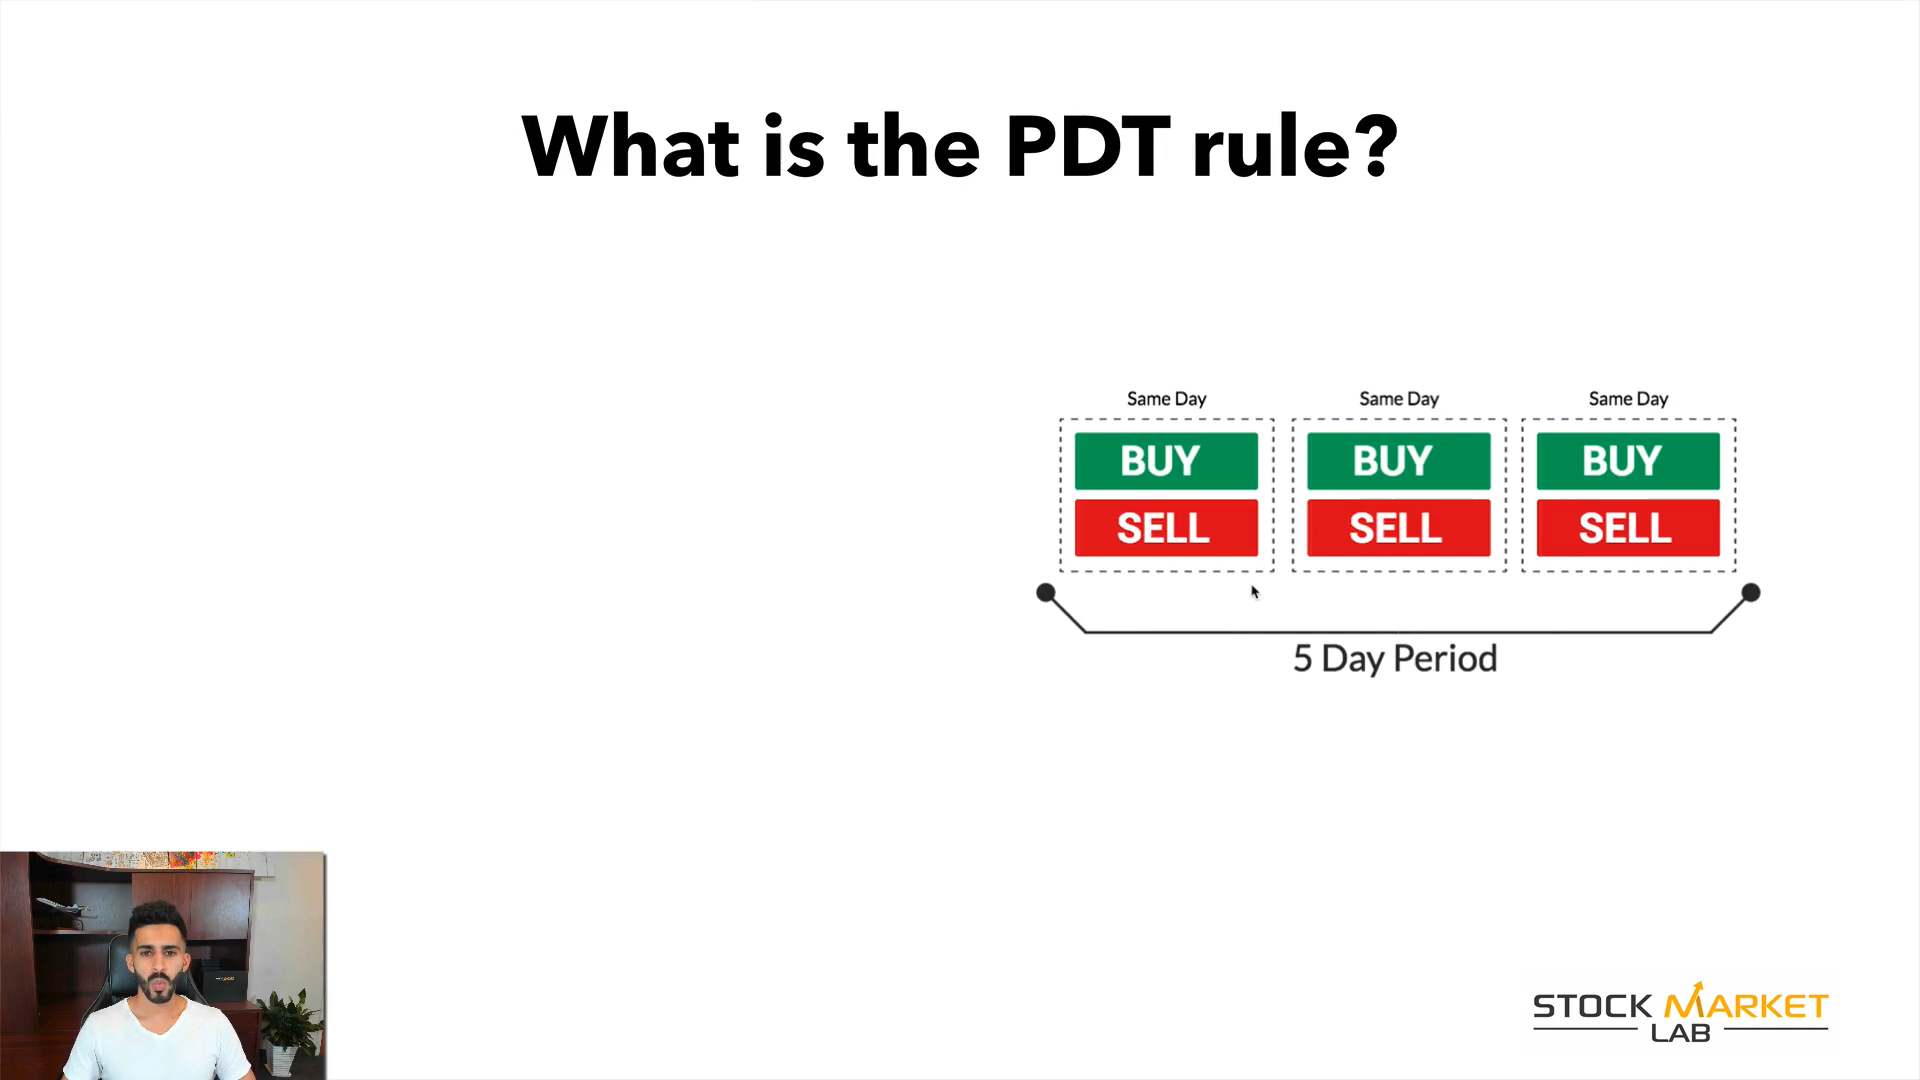 What is the PDT rule?
Same Day Same Day Same Day
BUY BUY BUY
SELL SELL SELL
5 Day Period
STOCK MARKET
LAB